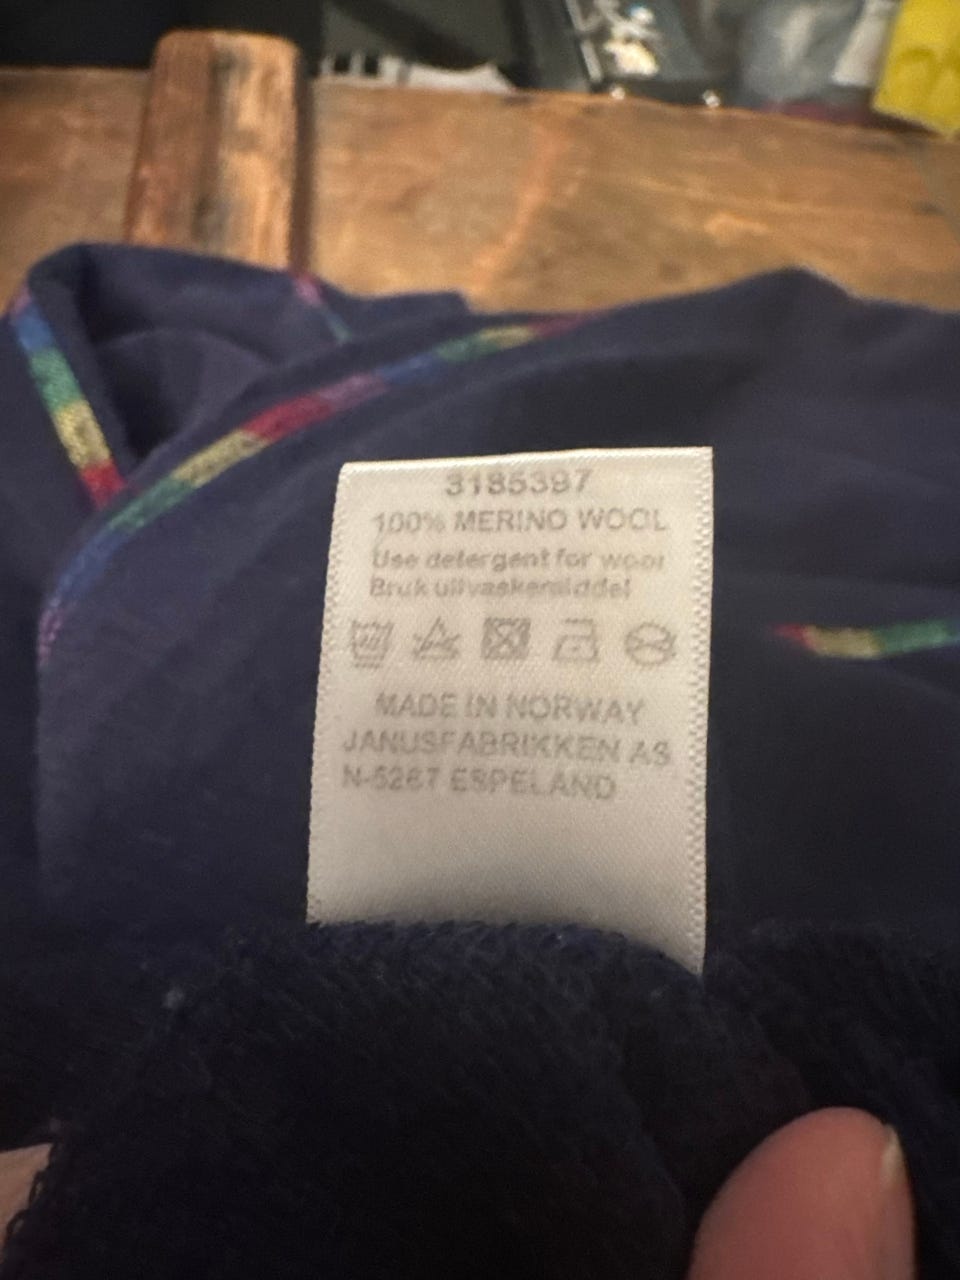 3185397
100% MERINO WOOL
Use detergent for wool
Bruk ullvaskemiddel
MADE IN NORWAY
JANUSFABRIKKEN AS
N-5267 ESPELAND